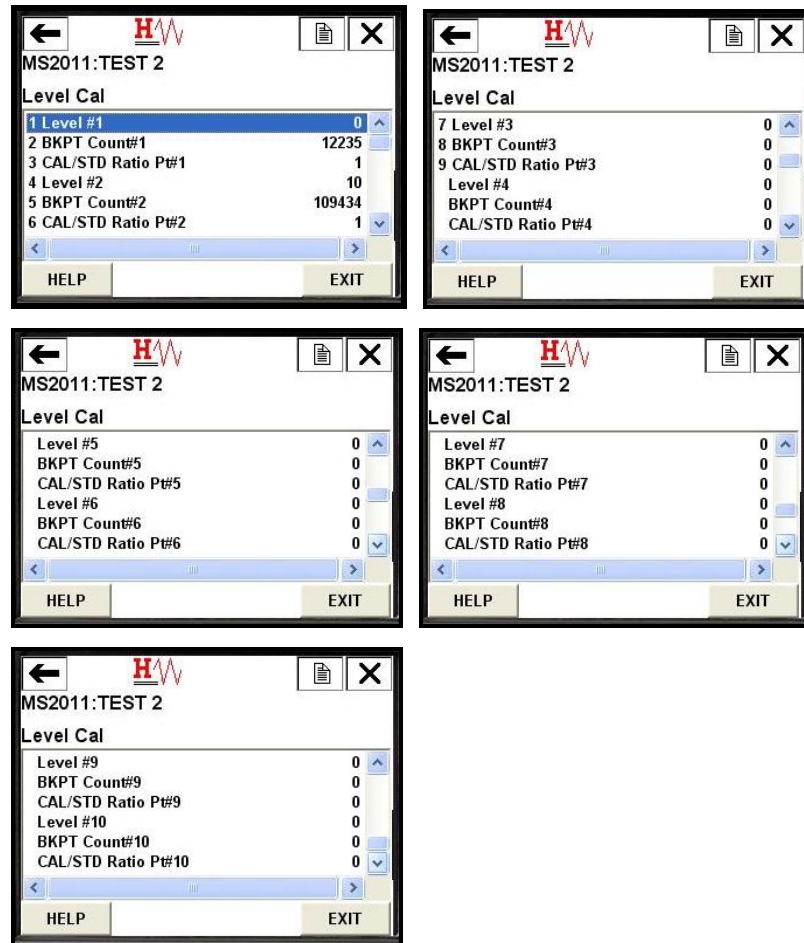 H
MS2011:TEST 2
Level Cal
1 Level #1 0
2 BKPT Count#1 12235
3 CAL/STD Ratio Pt#1 1
4 Level #2 10
5 BKPT Count#2 109434
6 CAL/STD Ratio Pt#2 1
HELP EXIT
H
MS2011:TEST 2
Level Cal
7 Level #3 0
8 BKPT Count#3 0
9 CAL/STD Ratio Pt#3 0
Level #4 0
BKPT Count#4 0
CAL/STD Ratio Pt#4 0
HELP EXIT
H
MS2011:TEST 2
Level Cal
Level #5 0
BKPT Count#5 0
CAL/STD Ratio Pt#5 0
Level #6 0
BKPT Count#6 0
CAL/STD Ratio Pt#6 0
HELP EXIT
H
MS2011:TEST 2
Level Cal
Level #7 0
BKPT Count#7 0
CAL/STD Ratio Pt#7 0
Level #8 0
BKPT Count#8 0
CAL/STD Ratio Pt#8 0
HELP EXIT
H
MS2011:TEST 2
Level Cal
Level #9 0
BKPT Count#9 0
CAL/STD Ratio Pt#9 0
Level #10 0
BKPT Count#10 0
CAL/STD Ratio Pt#10 0
HELP EXIT